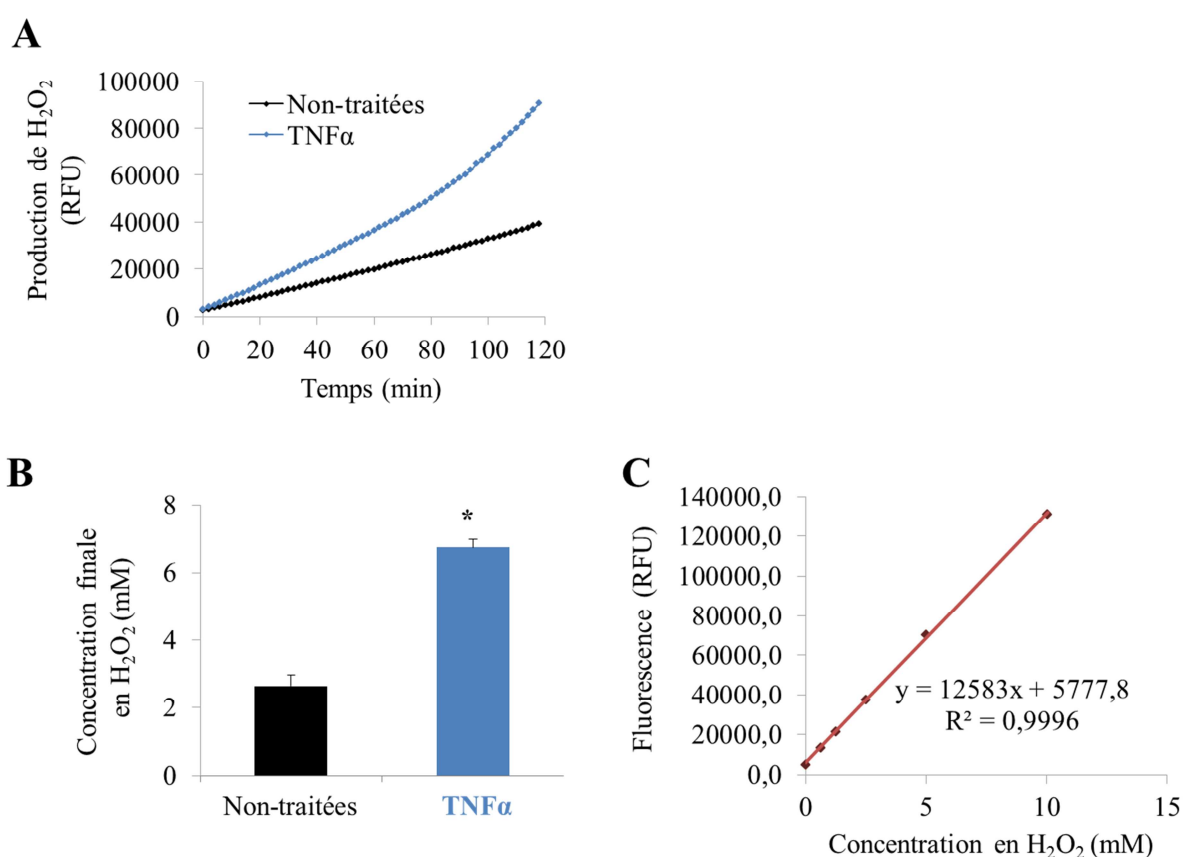 A
Production de H₂O₂
(RFU)
100000
80000
60000
40000
20000
0
Non-traitées
TNFα
0 20 40 60 80 100 120
Temps (min)
B
Concentration finale
en H₂O₂ (mM)
8
6
4
2
0
*
Non-traitées TNFα
C
Fluorescence (RFU)
140000,0
120000,0
100000,0
80000,0
60000,0
40000,0
20000,0
0,0
y = 12583x + 5777,8
R² = 0,9996
0 5 10 15
Concentration en H₂O₂ (mM)